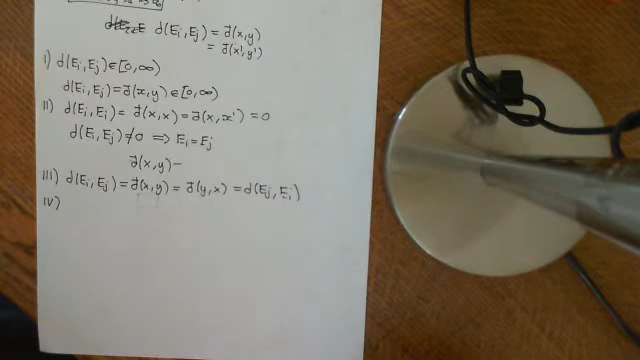 d(Eᵢ,Eⱼ) = d̃(x,y)
= d̃(x',y')
I) d(Eᵢ,Eⱼ) ∈ [0,∞)
d(Eᵢ,Eⱼ) = d̃(x,y) ∈ [0,∞)
II) d(Eᵢ,Eᵢ) = d̃(x,x) = d̃(x,x') = 0
d(Eᵢ,Eⱼ) = 0 ⟹ Eᵢ = Eⱼ
d̃(x,y) =
III) d(Eᵢ,Eⱼ) = d̃(x,y) = d̃(y,x) = d(Eⱼ,Eᵢ)
IV)